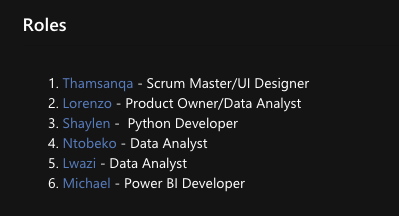 Roles
1. Thamsanqa - Scrum Master/UI Designer
2. Lorenzo - Product Owner/Data Analyst
3. Shaylen -  Python Developer
4. Ntobeko - Data Analyst
5. Lwazi - Data Analyst
6. Michael - Power BI Developer